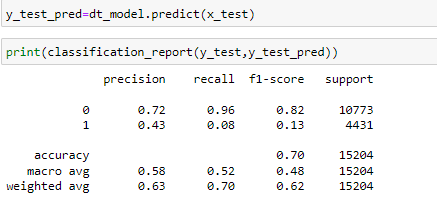 y_test_pred=dt_model.predict(x_test)
print(classification_report(y_test,y_test_pred))
precision recall f1-score support
0 0.72 0.96 0.82 10773
1 0.43 0.08 0.13 4431
accuracy 0.70 15204
macro avg 0.58 0.52 0.48 15204
weighted avg 0.63 0.70 0.62 15204